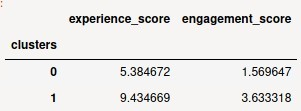 :
experience_score engagement_score
clusters
0 5.384672 1.569647
1 9.434669 3.633318